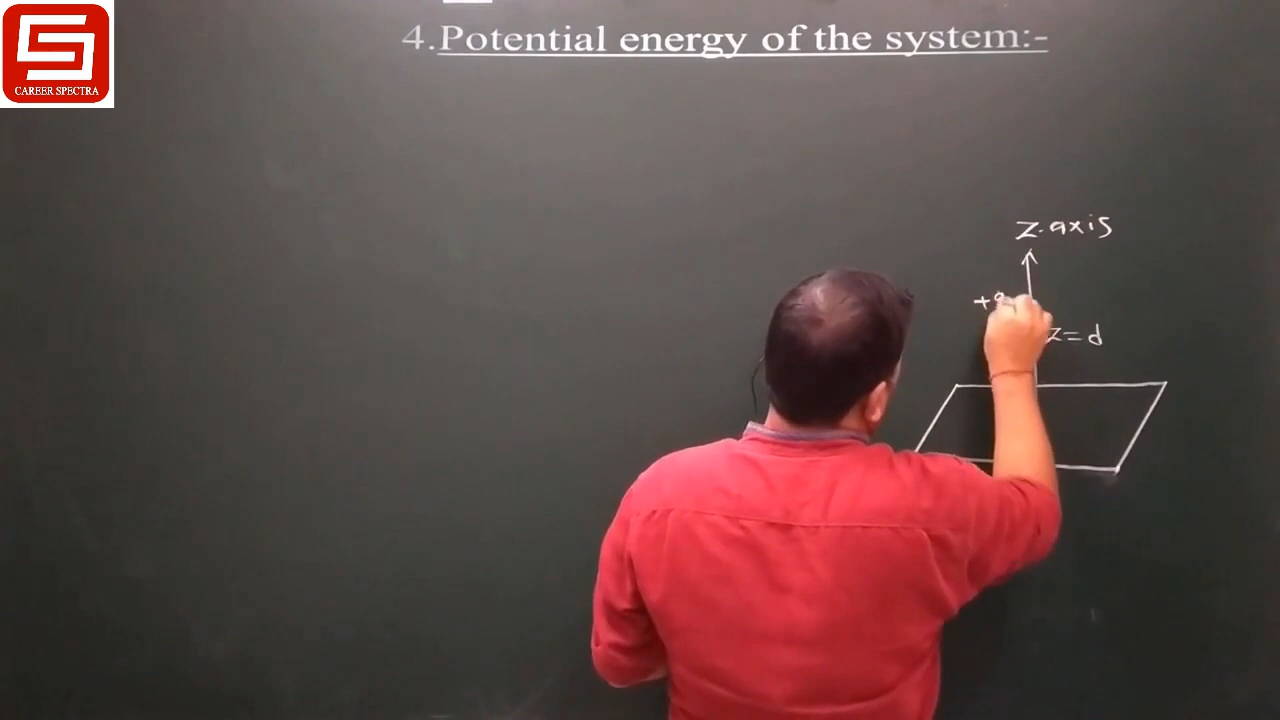 CAREER SPECTRA
4.Potential energy of the system:-
z-axis
z=d